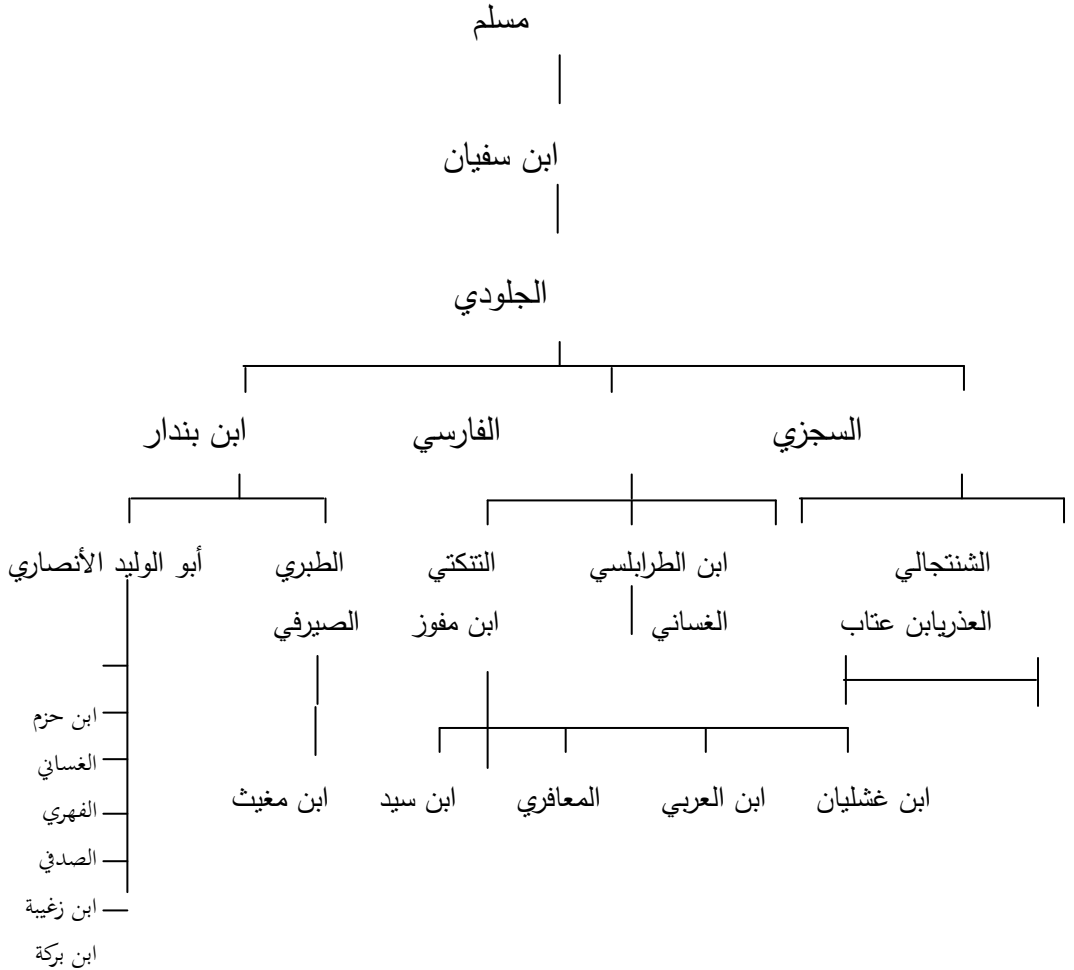 مسلم
ابن سفيان
الجلودي
السجزي الفارسي ابن بندار
الشنتجالي ابن الطرابلسي التنكتي الطبري أبو الوليد الأنصاري
العذريابن عتاب الغساني ابن مفوز الصيرفي
ابن حزم
الغساني
ابن غشليان ابن العربي المعافري ابن سيد ابن مغيث
الفهري
الصدفي
ابن زغيبة
ابن بركة